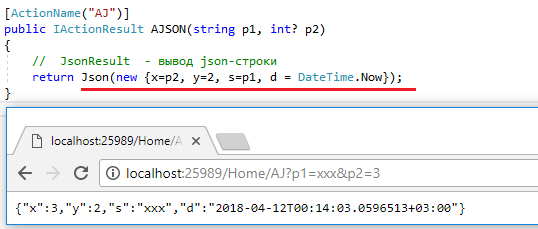 [ActionName("AJ")]
public IActionResult AJSON(string p1, int? p2)
{
//  JsonResult  - вывод json-строки
return Json(new {x=p2, y=2, s=p1, d = DateTime.Now});
}
localhost:25989/Home/A
localhost:25989/Home/AJ?p1=xxx&p2=3
{"x":3,"y":2,"s":"xxx","d":"2018-04-12T00:14:03.0596513+03:00"}